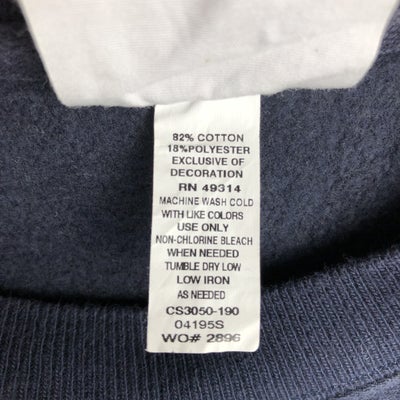 82% COTTON
18%POLYESTER
EXCLUSIVE OF
DECORATION
RN 49314
MACHINE WASH COLD
WITH LIKE COLORS
USE ONLY
NON-CHLORINE BLEACH
WHEN NEEDED
TUMBLE DRY LOW
LOW IRON
AS NEEDED
CS3050-190
04195S
WO# 2896